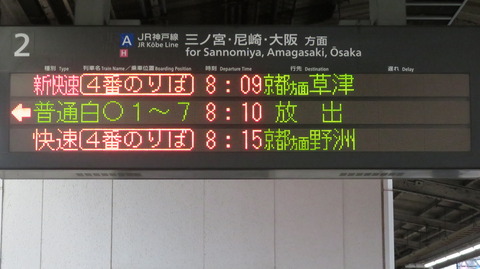 2 A JR神戸線 三ノ宮・尼崎・大阪 方面
H JR Kōbe Line for Sannomiya, Amagasaki, Ōsaka
種別 Type 列車名 Train Name／乗車位置 Boarding Position 時刻 Departure Time 行先 Destination 遅れ Delay
新快速 4番のりば 8:09 京都方面草津
← 普通 白○1～7 8:10 放出
快速 4番のりば 8:15 京都方面野洲